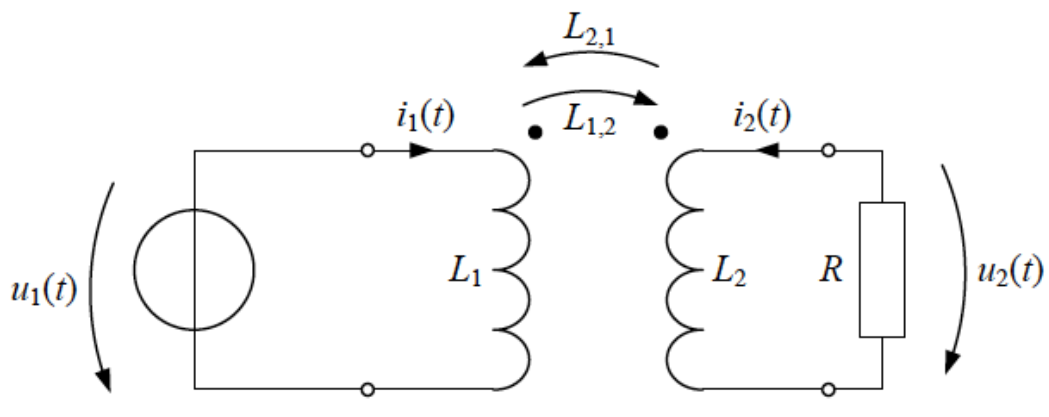 L2,1
L1,2
i1(t)
i2(t)
u1(t)
L1
L2
R
u2(t)